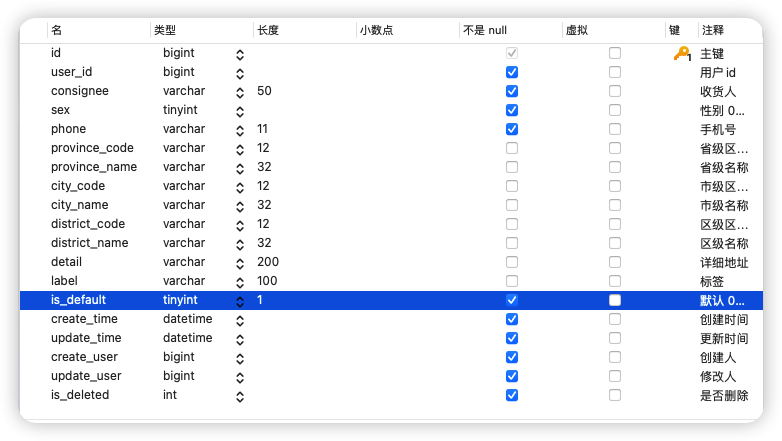 名 类型 长度 小数点 不是 null 虚拟 键 注释
id bigint 1 主键
user_id bigint 用户 id
consignee varchar 50 收货人
sex tinyint 性别 0...
phone varchar 11 手机号
province_code varchar 12 省级区...
province_name varchar 32 省级名称
city_code varchar 12 市级区...
city_name varchar 32 市级名称
district_code varchar 12 区级区...
district_name varchar 32 区级名称
detail varchar 200 详细地址
label varchar 100 标签
is_default tinyint 1 默认 0...
create_time datetime 创建时间
update_time datetime 更新时间
create_user bigint 创建人
update_user bigint 修改人
is_deleted int 是否删除